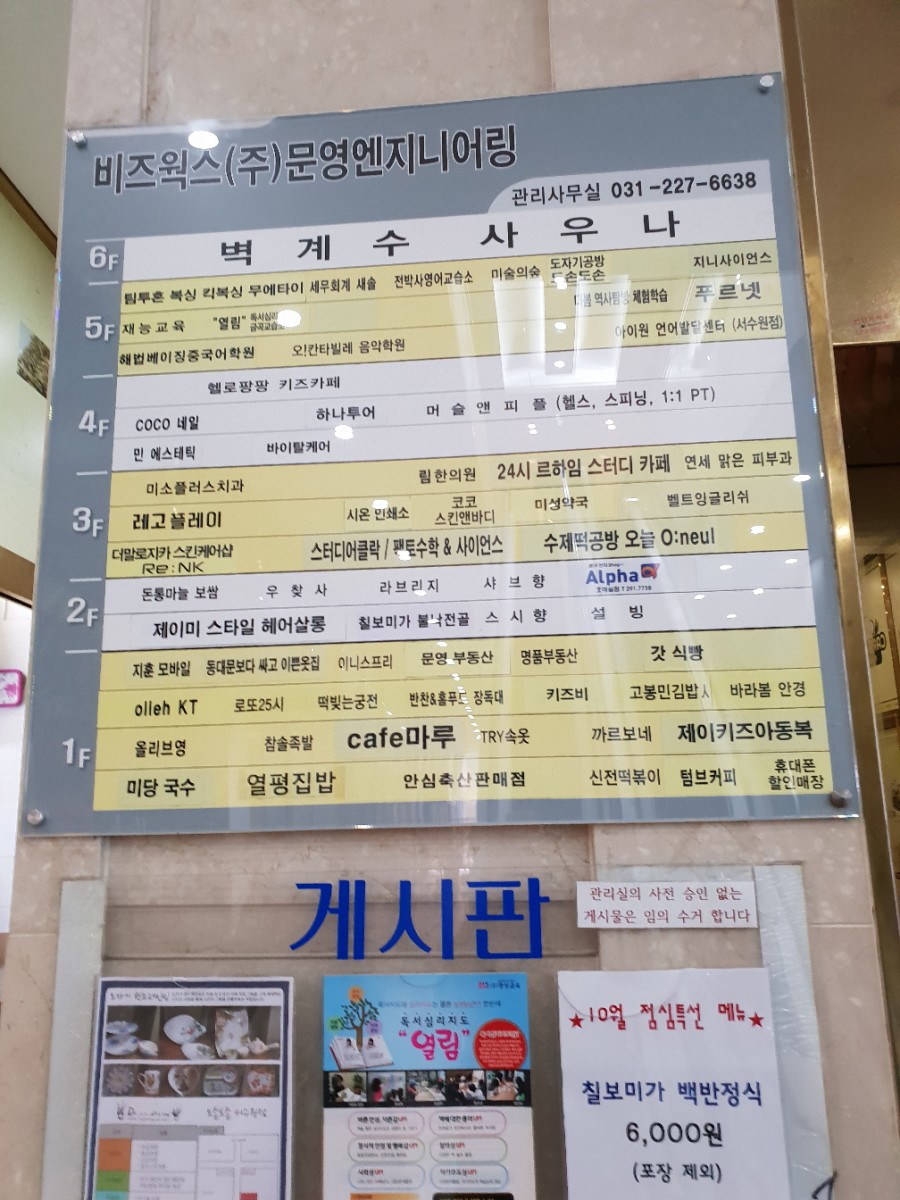 비즈웍스(주)문영엔지니어링
관리사무실 031-227-6638
6F 벽계수 사우나
팀투혼 복싱 킥복싱 무에타이 세무회계 새솔 전박사영어교습소 미술의숲 도자기공방 도손도손 지니사이언스
5F 재능교육 "열림" 독서심리 역사탐방 체험학습 푸르넷
해법베이징중국어학원 오!칸타빌레 음악학원 아이원 언어발달센터 (서수원점)
헬로팡팡 키즈카페
4F COCO 네일 하나투어 머슬앤피플 (헬스, 스피닝, 1:1 PT)
민 에스테틱 바이탈케어
미소플러스치과 림한의원 24시 르하임 스터디 카페 연세 맑은 피부과
3F 레고플레이 시온 인쇄소 코코 스킨앤바디 미성약국 벨트잉글리쉬
더말로지카 스킨케어샵 Re:NK 스터디어클락 / 팩토수학 & 사이언스 수제떡공방 오늘 O:neul
2F 돈통마늘 보쌈 우찾사 라브리지 샤브향 Alpha
제이미 스타일 헤어살롱 칠보미가 불낙전골 스시향 설빙
지훈 모바일 동대문보다 싸고 이쁜옷집 이니스프리 문영 부동산 명품부동산 갓 식빵
olleh KT 로또25시 떡빚는궁전 반찬&홈푸드 장독대 키즈비 고봉민김밥 바라봄 안경
1F 올리브영 참솔족발 cafe마루 TRY속옷 까르보네 제이키즈아동복
미당 국수 열평집밥 안심축산판매점 신전떡볶이 텀브커피 휴대폰 할인매장
게시판
관리실의 사전 승인 없는
게시물은 임의 수거 합니다
독서심리지도
"열림"
★10월 점심특선 메뉴★
칠보미가 백반정식
6,000원
(포장 제외)